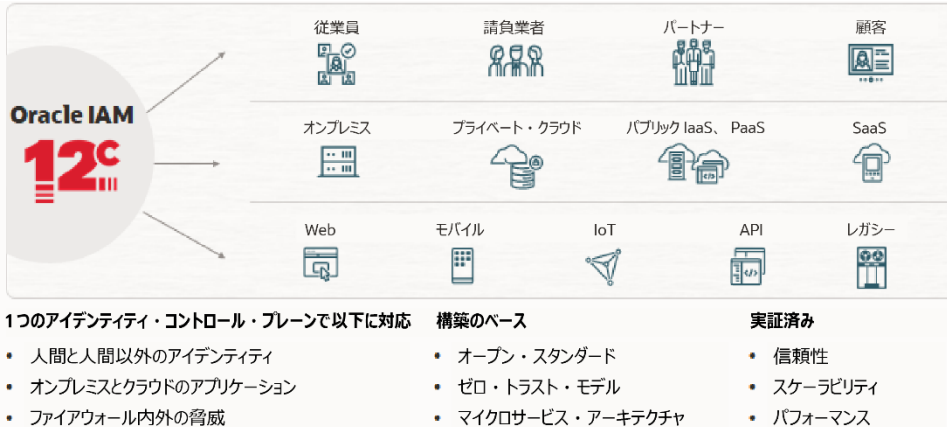 従業員 請負業者 パートナー 顧客
Oracle IAM
12c
オンプレミス プライベート・クラウド パブリック IaaS、 PaaS SaaS
Web モバイル IoT API レガシー
1つのアイデンティティ・コントロール・プレーンで以下に対応
• 人間と人間以外のアイデンティティ
• オンプレミスとクラウドのアプリケーション
• ファイアウォール内外の脅威
構築のベース
• オープン・スタンダード
• ゼロ・トラスト・モデル
• マイクロサービス・アーキテクチャ
実証済み
• 信頼性
• スケーラビリティ
• パフォーマンス